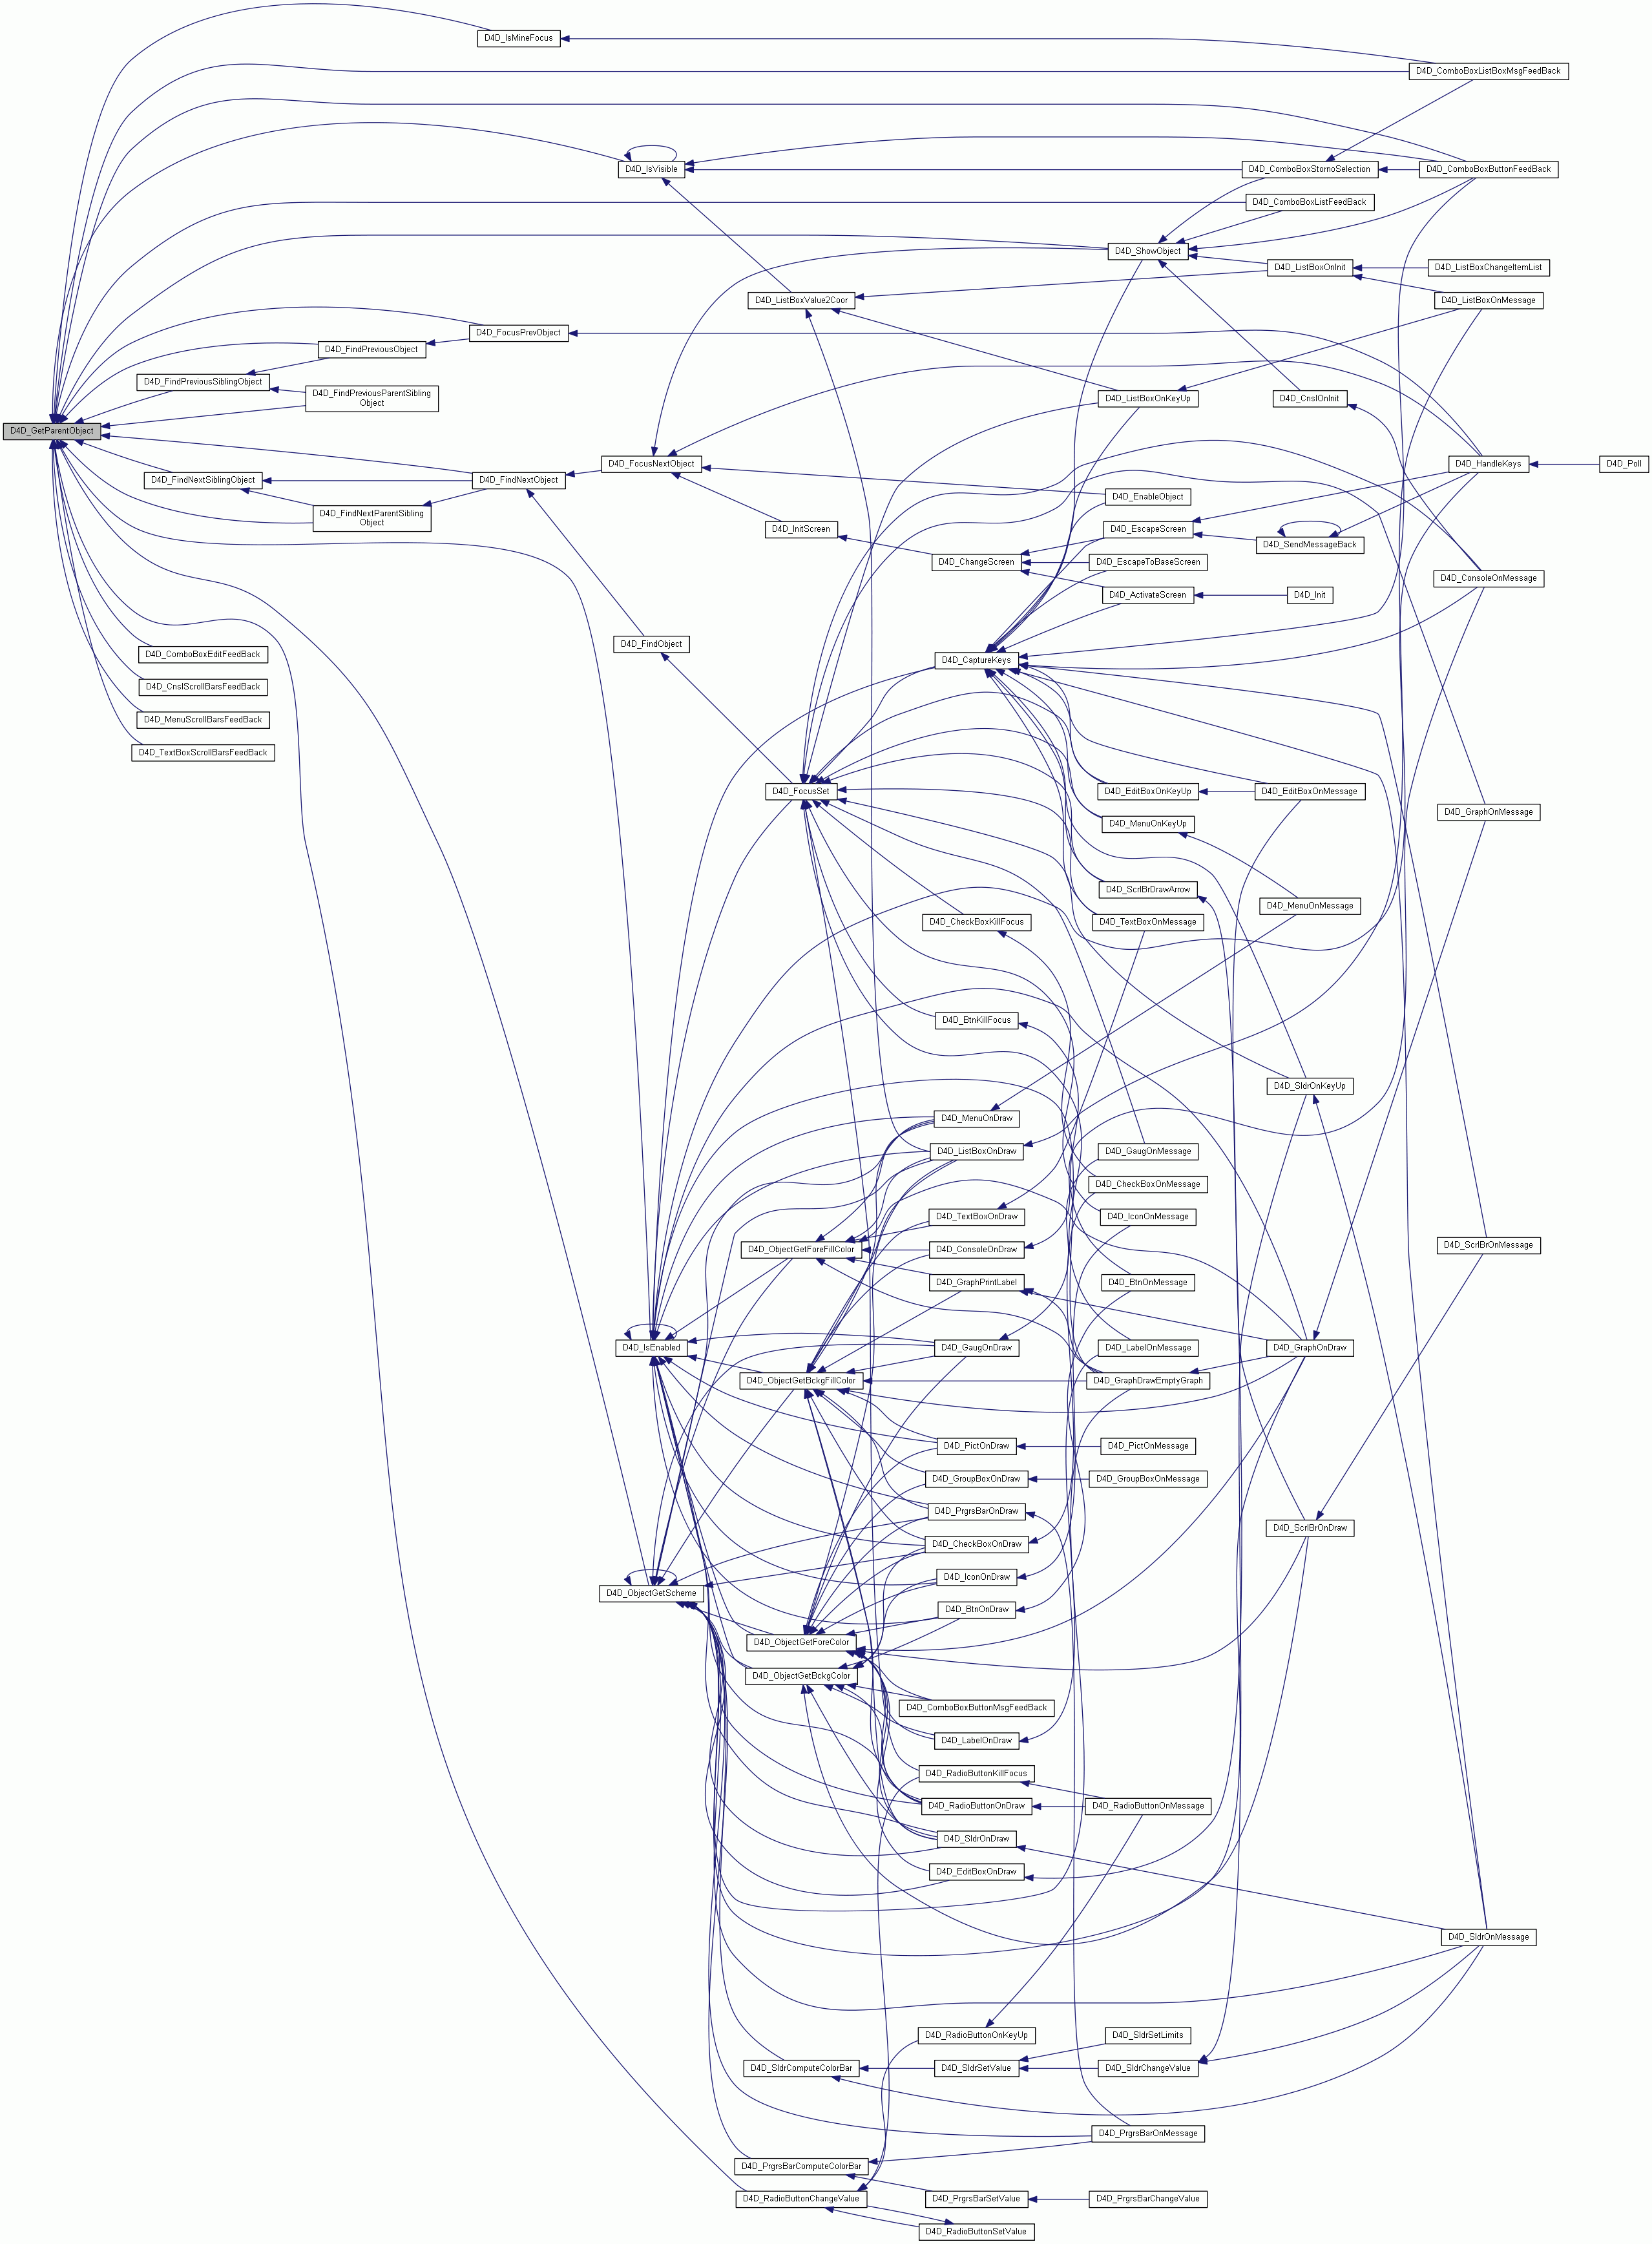 D4D_IsMineFocus
D4D_ComboBoxListBoxMsgFeedBack
D4D_IsVisible
D4D_ComboBoxStornoSelection
D4D_ComboBoxButtonFeedBack
D4D_ComboBoxListFeedBack
D4D_ShowObject
D4D_ListBoxOnInit
D4D_ListBoxChangeItemList
D4D_ListBoxValue2Coor
D4D_ListBoxOnMessage
D4D_FocusPrevObject
D4D_FindPreviousObject
D4D_FindPreviousSiblingObject
D4D_FindPreviousParentSibling
Object
D4D_ListBoxOnKeyUp
D4D_CnslOnInit
D4D_GetParentObject
D4D_FocusNextObject
D4D_HandleKeys
D4D_Poll
D4D_FindNextSiblingObject
D4D_FindNextObject
D4D_EnableObject
D4D_FindNextParentSibling
Object
D4D_InitScreen
D4D_EscapeScreen
D4D_SendMessageBack
D4D_ChangeScreen
D4D_EscapeToBaseScreen
D4D_ConsoleOnMessage
D4D_ActivateScreen
D4D_Init
D4D_FindObject
D4D_ComboBoxEditFeedBack
D4D_CaptureKeys
D4D_CnslScrollBarsFeedBack
D4D_MenuScrollBarsFeedBack
D4D_TextBoxScrollBarsFeedBack
D4D_FocusSet
D4D_EditBoxOnKeyUp
D4D_EditBoxOnMessage
D4D_GraphOnMessage
D4D_MenuOnKeyUp
D4D_ScrlBrDrawArrow
D4D_MenuOnMessage
D4D_CheckBoxKillFocus
D4D_TextBoxOnMessage
D4D_BtnKillFocus
D4D_SldrOnKeyUp
D4D_MenuOnDraw
D4D_ListBoxOnDraw
D4D_GaugOnMessage
D4D_CheckBoxOnMessage
D4D_TextBoxOnDraw
D4D_IconOnMessage
D4D_ObjectGetForeFillColor
D4D_ConsoleOnDraw
D4D_ScrlBrOnMessage
D4D_GraphPrintLabel
D4D_BtnOnMessage
D4D_IsEnabled
D4D_GaugOnDraw
D4D_LabelOnMessage
D4D_GraphOnDraw
D4D_ObjectGetBckgFillColor
D4D_GraphDrawEmptyGraph
D4D_PictOnDraw
D4D_PictOnMessage
D4D_GroupBoxOnDraw
D4D_GroupBoxOnMessage
D4D_PrgrsBarOnDraw
D4D_ScrlBrOnDraw
D4D_CheckBoxOnDraw
D4D_IconOnDraw
D4D_ObjectGetScheme
D4D_BtnOnDraw
D4D_ObjectGetForeColor
D4D_ObjectGetBckgColor
D4D_ComboBoxButtonMsgFeedBack
D4D_LabelOnDraw
D4D_RadioButtonKillFocus
D4D_RadioButtonOnDraw
D4D_RadioButtonOnMessage
D4D_SldrOnDraw
D4D_EditBoxOnDraw
D4D_SldrOnMessage
D4D_RadioButtonOnKeyUp
D4D_SldrSetLimits
D4D_SldrComputeColorBar
D4D_SldrSetValue
D4D_SldrChangeValue
D4D_PrgrsBarOnMessage
D4D_PrgrsBarComputeColorBar
D4D_RadioButtonChangeValue
D4D_PrgrsBarSetValue
D4D_PrgrsBarChangeValue
D4D_RadioButtonSetValue